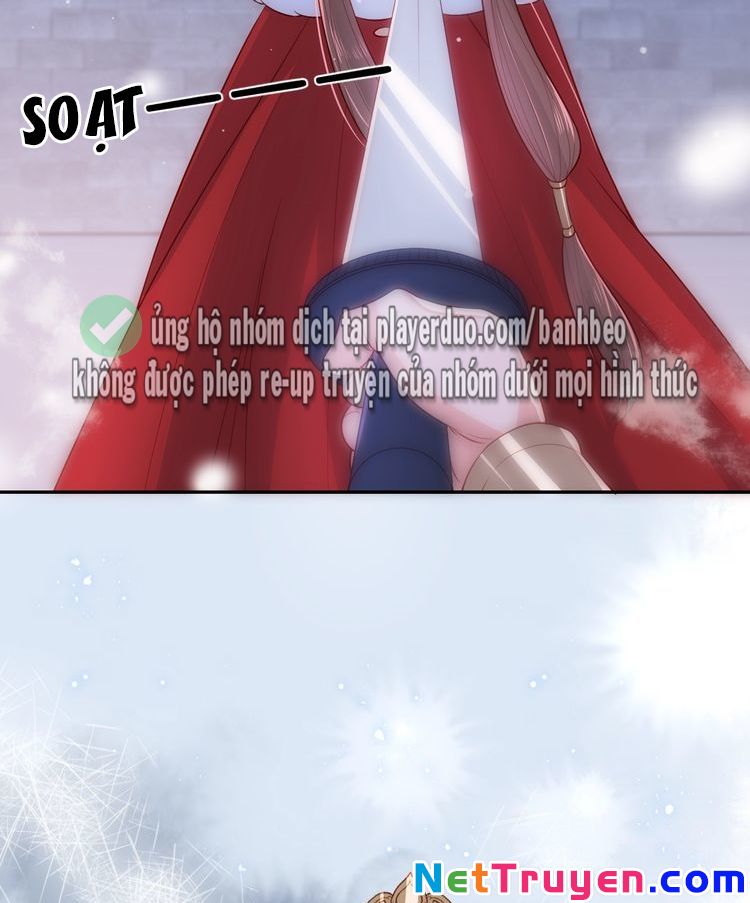 SOẠT
ủng hộ nhóm dịch tại playerduo.com/banhbeo
không được phép re-up truyện của nhóm dưới mọi hình thức
NetTruyen.com